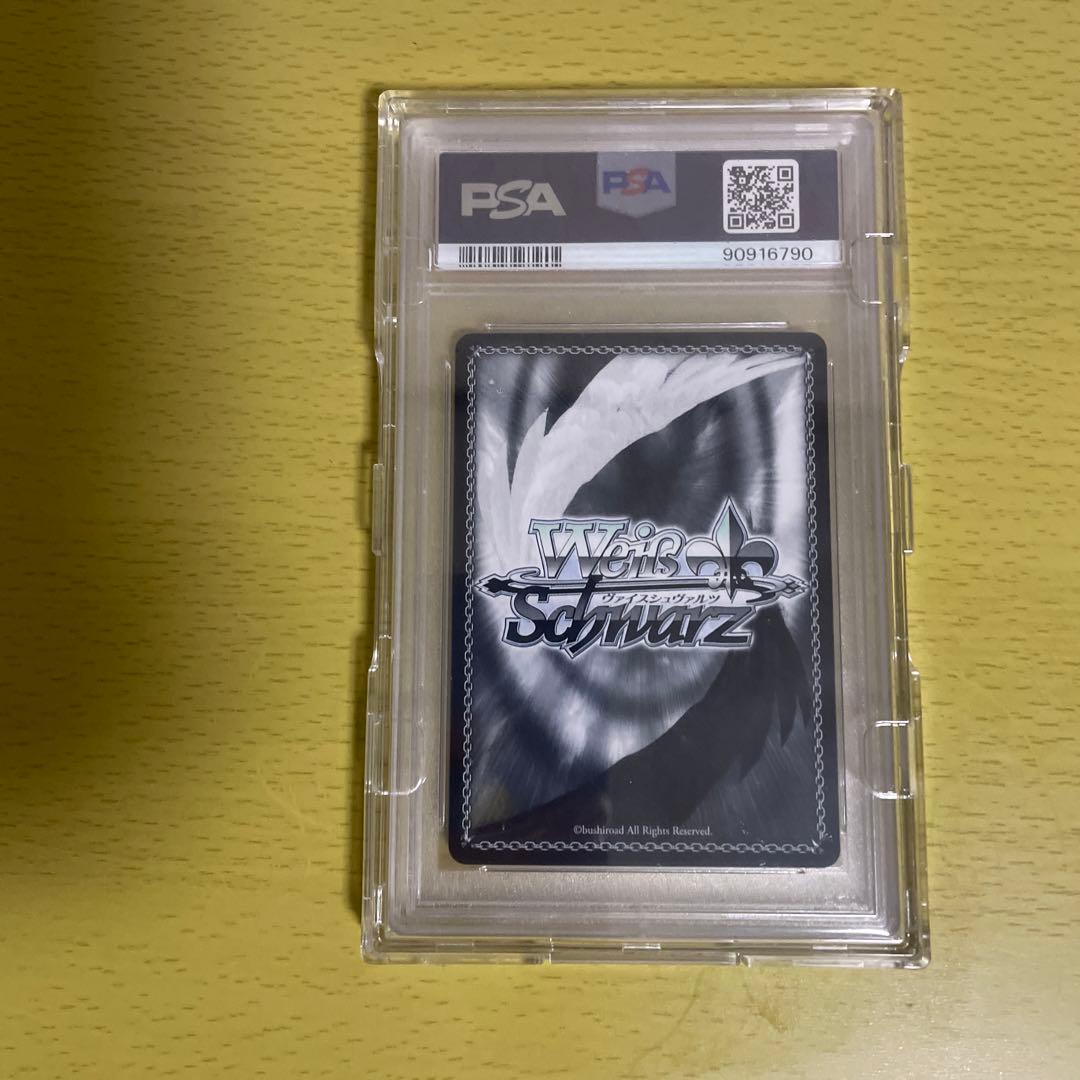 PSA
PSA
90916790
Weiß
ヴァイスシュヴァルツ
Schwarz
©bushiroad All Rights Reserved.